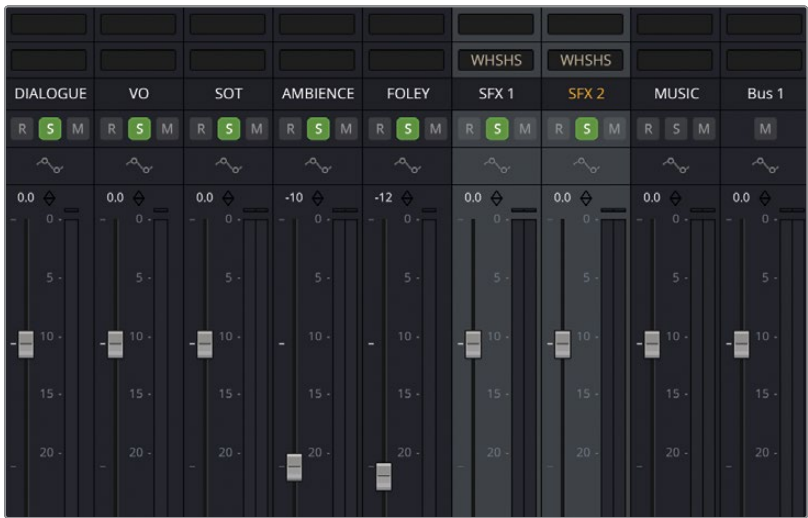 WHSHS WHSHS
DIALOGUE VO SOT AMBIENCE FOLEY SFX 1 SFX 2 MUSIC Bus 1
R S M R S M R S M R S M R S M R S M R S M R S M M
0.0 0.0 0.0 -10 -12 0.0 0.0 0.0 0.0
0 0 0 0 0 0 0 0 0
5 5 5 5 5 5 5 5 5
10 10 10 10 10 10 10 10 10
15 15 15 15 15 15 15 15 15
20 20 20 20 20 20 20 20 20